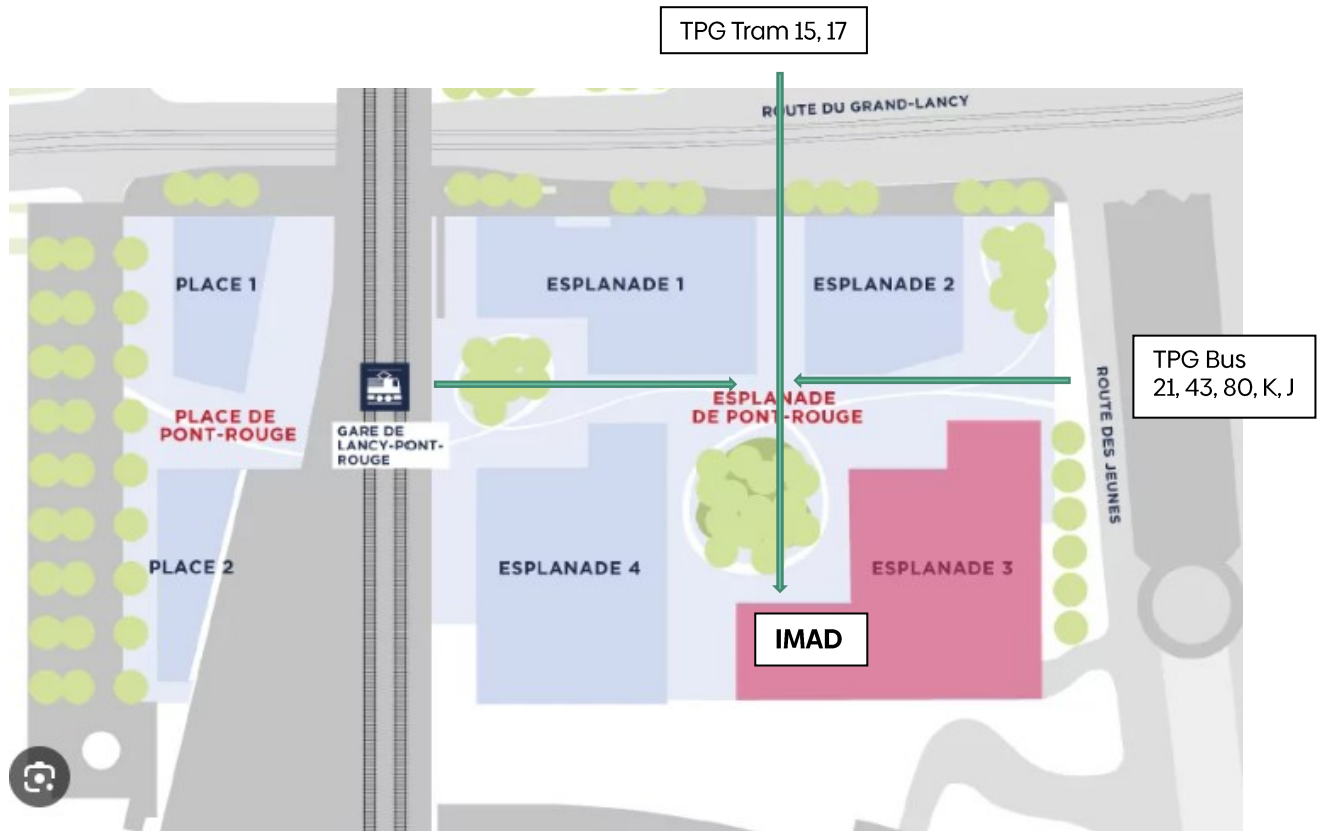 TPG Tram 15, 17
ROUTE DU GRAND-LANCY
PLACE 1
ESPLANADE 1
ESPLANADE 2
TPG Bus
21, 43, 80, K, J
ROUTE DES JEUNES
PLACE DE
PONT-ROUGE
GARE DE
LANCY-PONT-
ROUGE
ESPLANADE
DE PONT-ROUGE
PLACE 2
ESPLANADE 4
ESPLANADE 3
IMAD